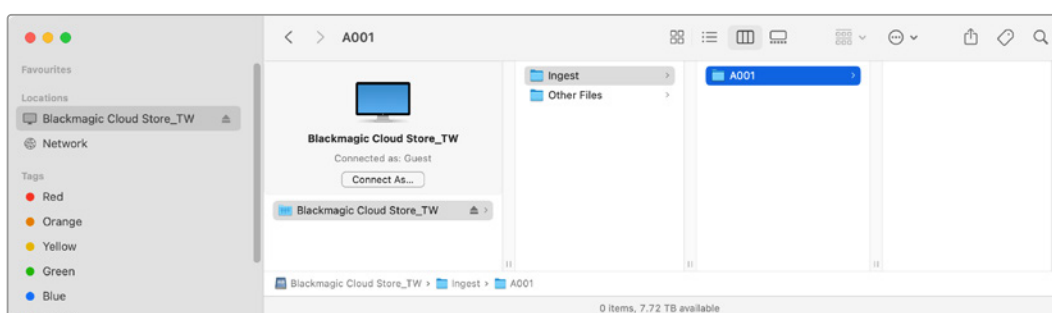 A001
Favourites
Locations
Blackmagic Cloud Store_TW
Network
Tags
Red
Orange
Yellow
Green
Blue
Blackmagic Cloud Store_TW
Connected as: Guest
Connect As...
Blackmagic Cloud Store_TW
Ingest
Other Files
A001
Blackmagic Cloud Store_TW › Ingest › A001
0 items, 7.72 TB available